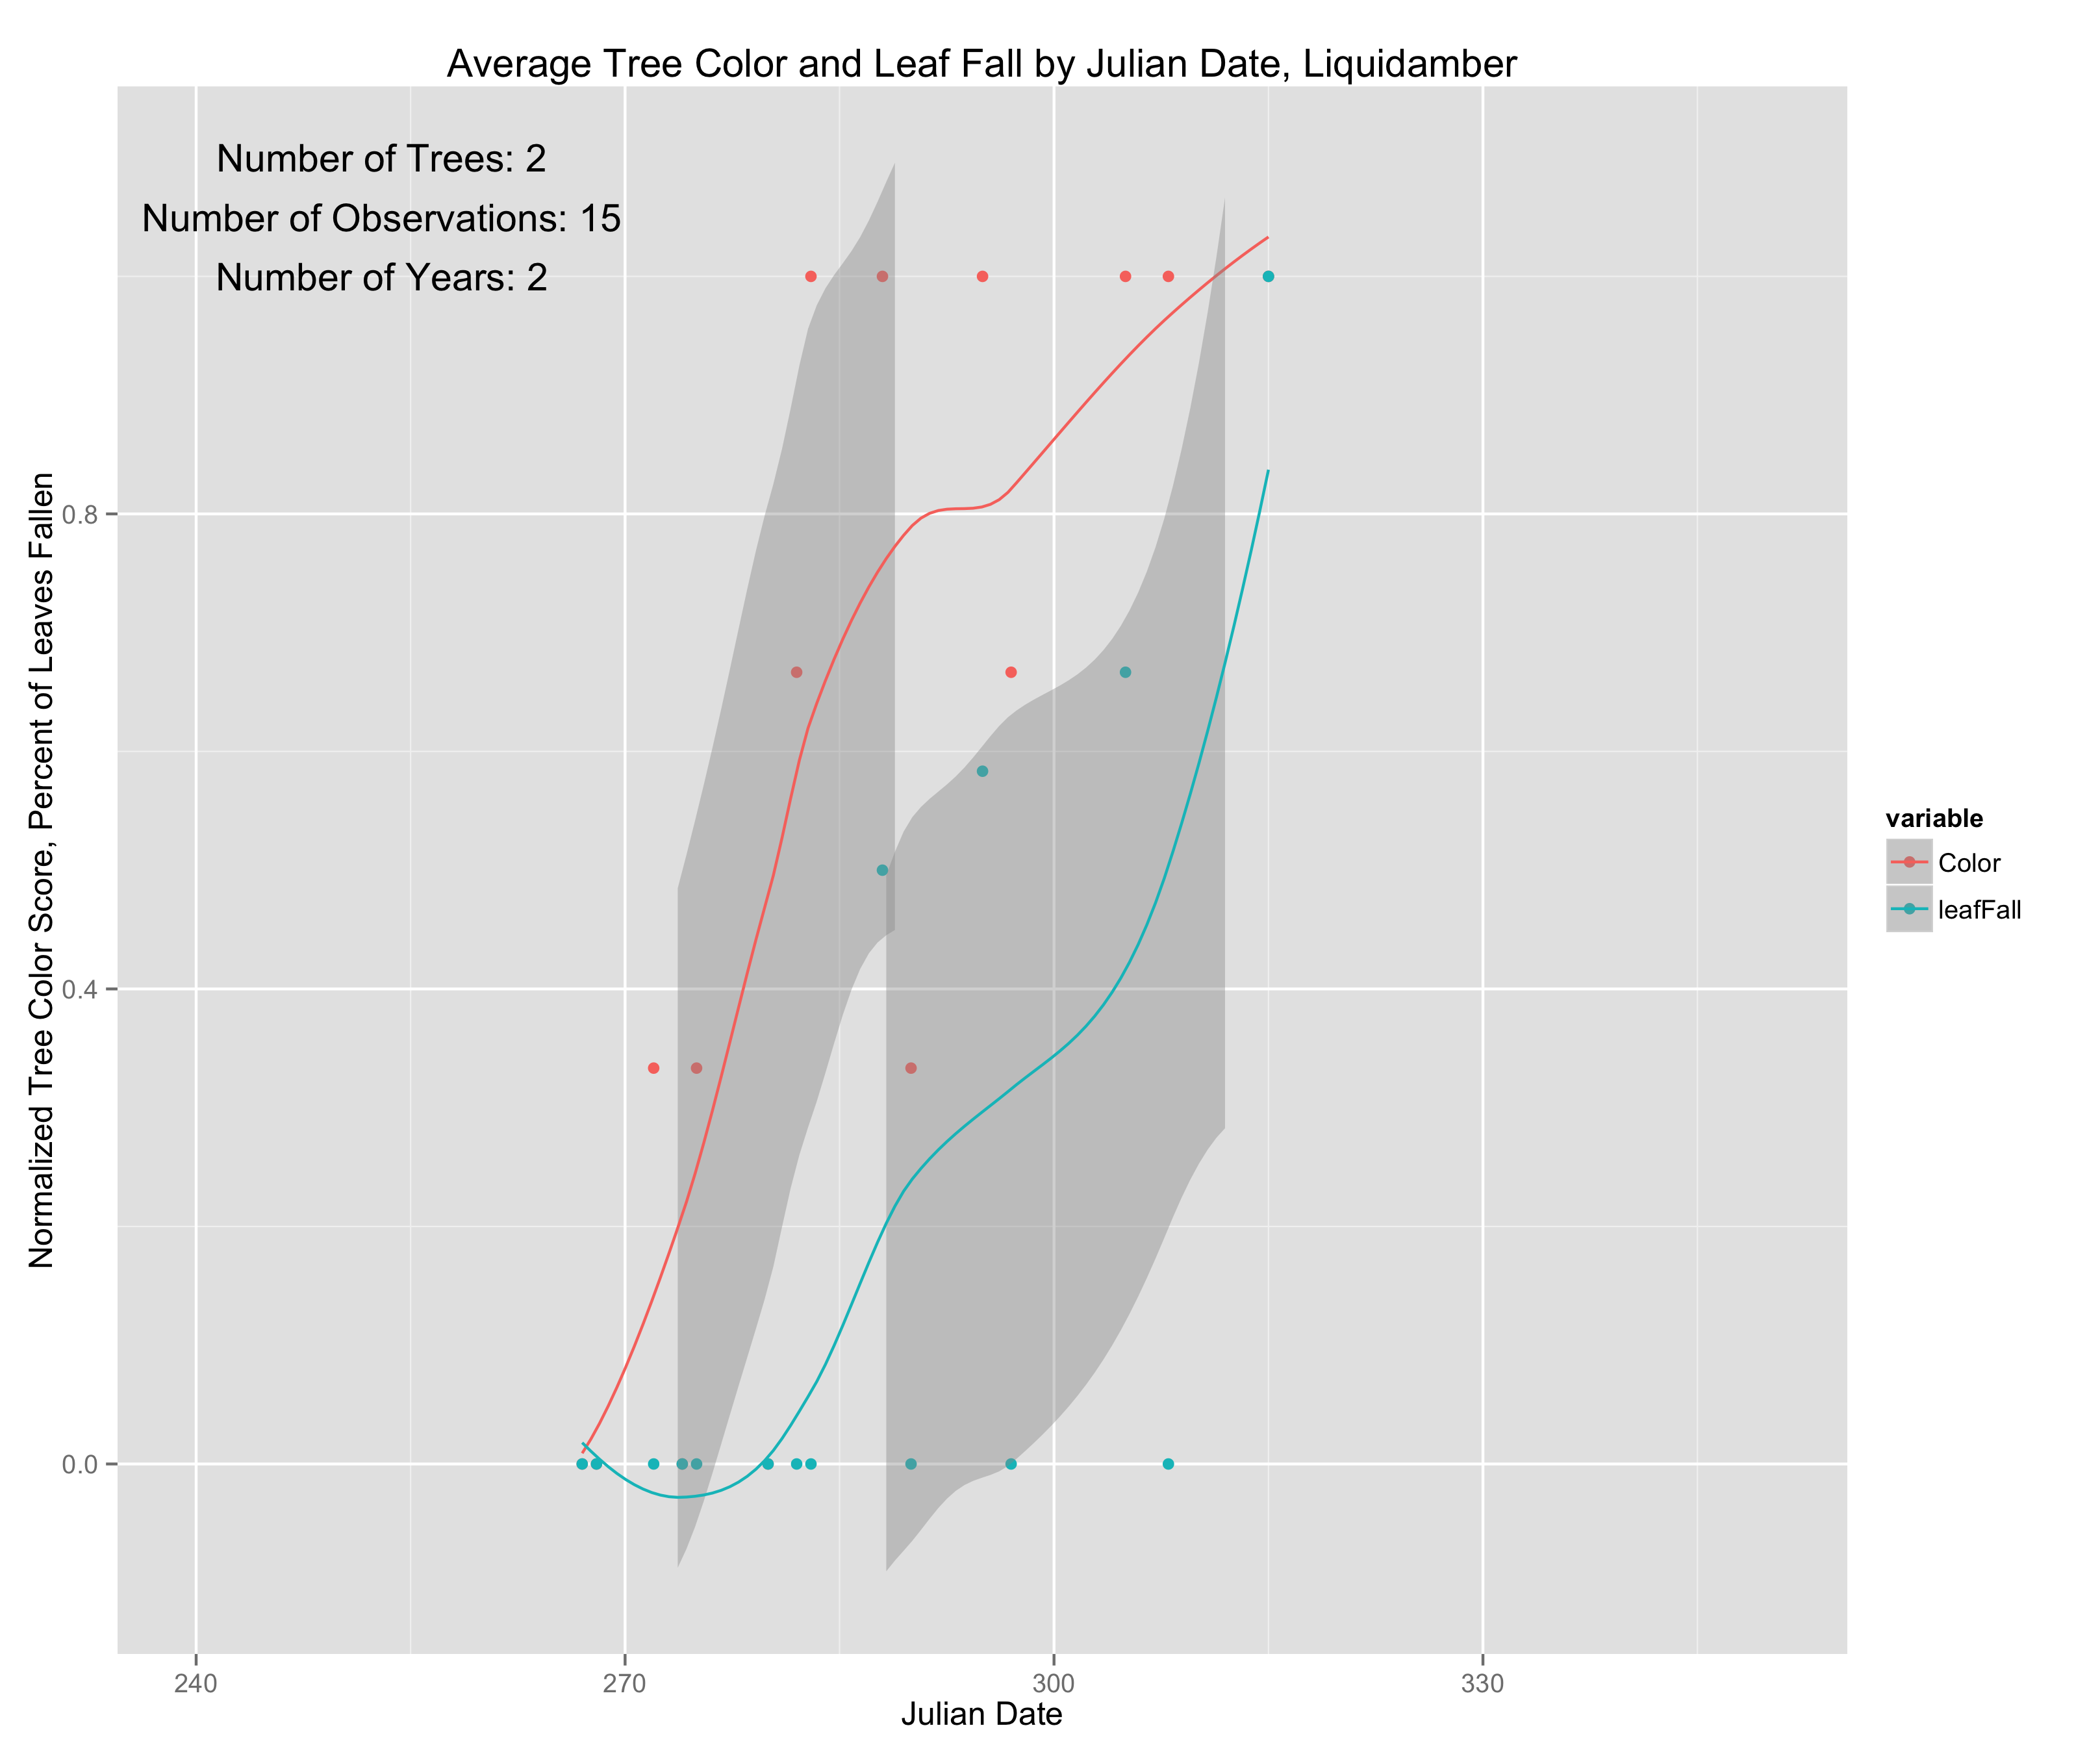 Average Tree Color and Leaf Fall by Julian Date, Liquidamber
Number of Trees: 2
Number of Observations: 15
Number of Years: 2
Normalized Tree Color Score, Percent of Leaves Fallen
0.8
0.4
0.0
240
270
300
330
Julian Date
variable
Color
leafFall